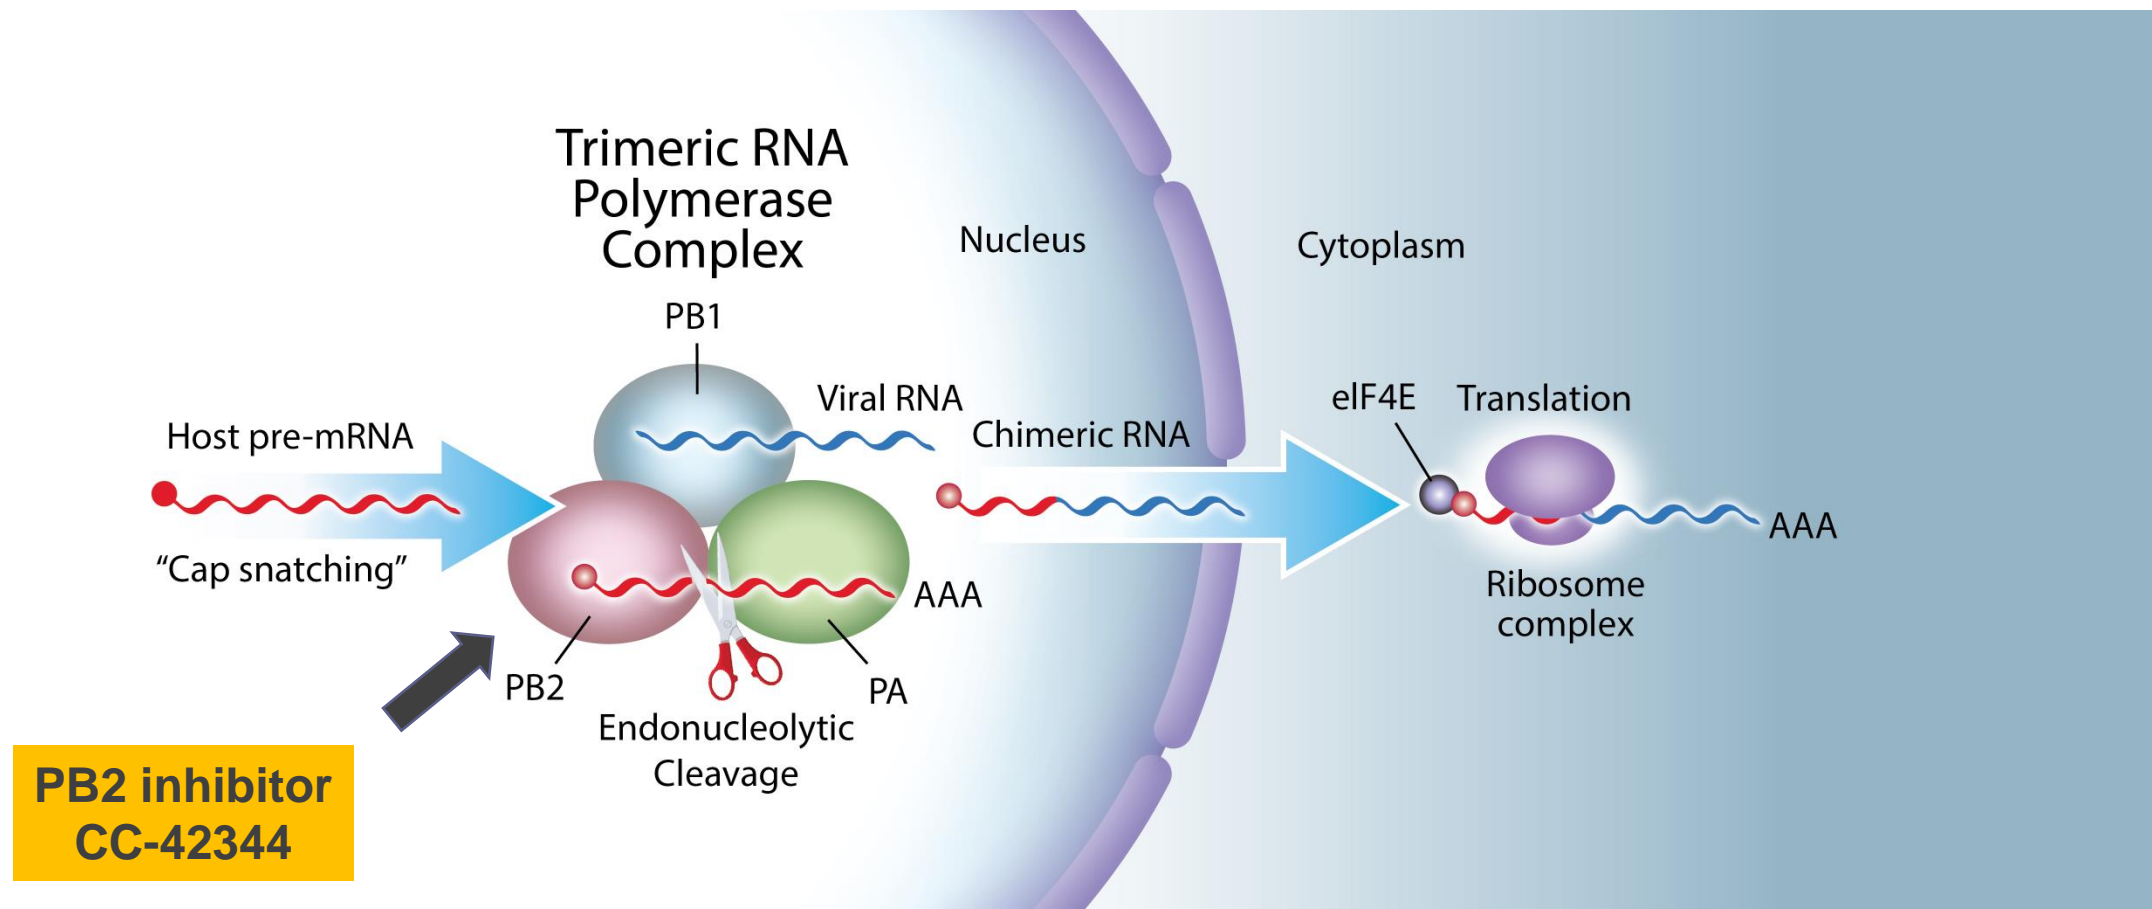 Trimeric RNA
Polymerase
Complex
PB1
Nucleus
Cytoplasm
Host pre-mRNA
"Cap snatching"
Viral RNA
Chimeric RNA
eIF4E
Translation
AAA
AAA
Ribosome
complex
PB2
PA
Endonucleolytic
Cleavage
PB2 inhibitor
CC-42344